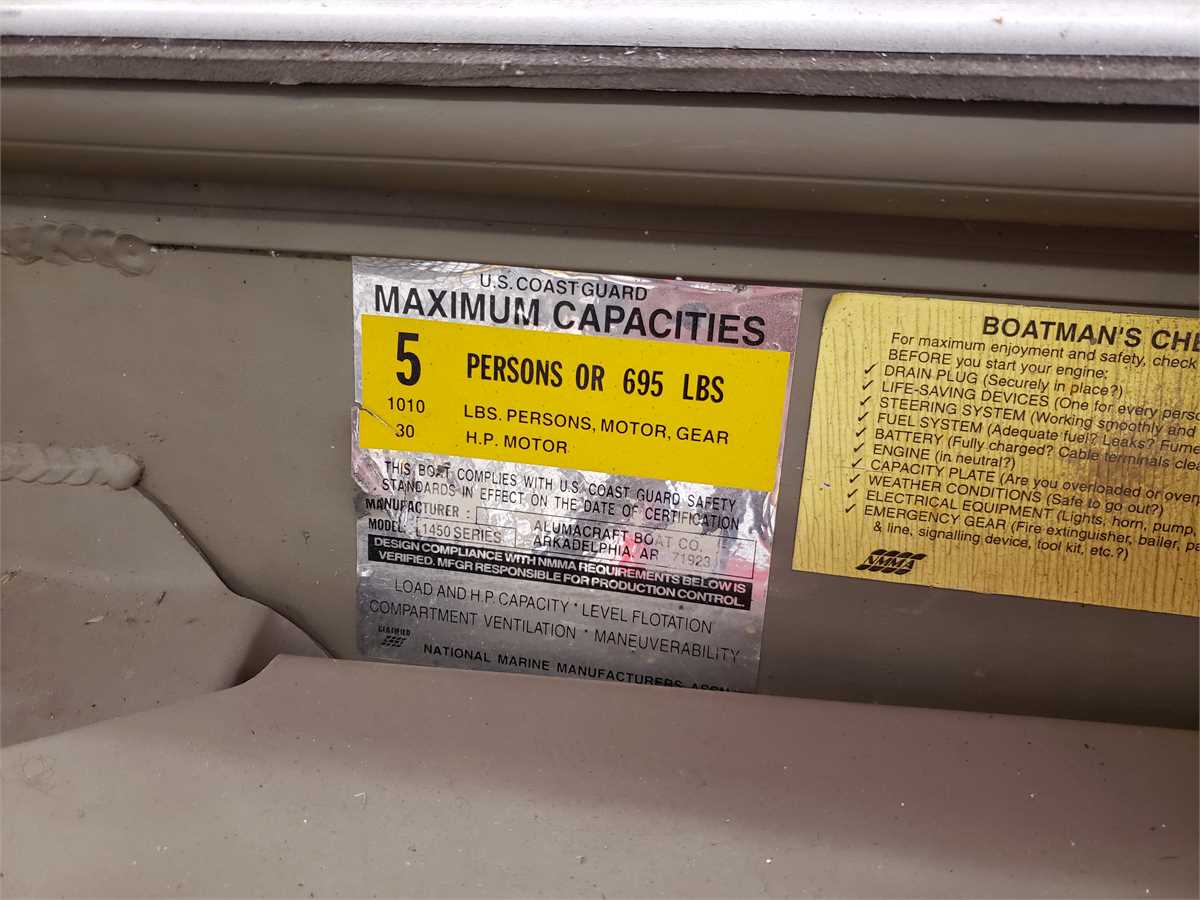 U.S. COAST GUARD
MAXIMUM CAPACITIES
5 PERSONS OR 695 LBS
1010 LBS. PERSONS, MOTOR, GEAR
30 H.P. MOTOR
THIS BOAT COMPLIES WITH U.S. COAST GUARD SAFETY
STANDARDS IN EFFECT ON THE DATE OF CERTIFICATION
MANUFACTURER :
ALUMACRAFT BOAT CO.
MODEL: 1450 SERIES
ARKADELPHIA, AR 71923
DESIGN COMPLIANCE WITH NMMA REQUIREMENTS BELOW IS
VERIFIED. MFGR RESPONSIBLE FOR PRODUCTION CONTROL.
LOAD AND H.P. CAPACITY * LEVEL FLOTATION
COMPARTMENT VENTILATION * MANEUVERABILITY
CERTIFIED
NATIONAL MARINE MANUFACTURERS ASSN
BOATMAN'S CHE
For maximum enjoyment and safety, check
BEFORE you start your engine:
✓ DRAIN PLUG (Securely in place?)
✓ LIFE-SAVING DEVICES (One for every pers
✓ STEERING SYSTEM (Working smoothly and
✓ FUEL SYSTEM (Adequate fuel? Leaks? Fume
✓ BATTERY (Fully charged? Cable terminals clea
✓ ENGINE (in neutral?)
✓ CAPACITY PLATE (Are you overloaded or over
✓ WEATHER CONDITIONS (Safe to go out?)
✓ ELECTRICAL EQUIPMENT (Lights, horn, pump,
✓ EMERGENCY GEAR (Fire extinguisher, bailer, pa
& line, signalling device, tool kit, etc.?)
NMMA